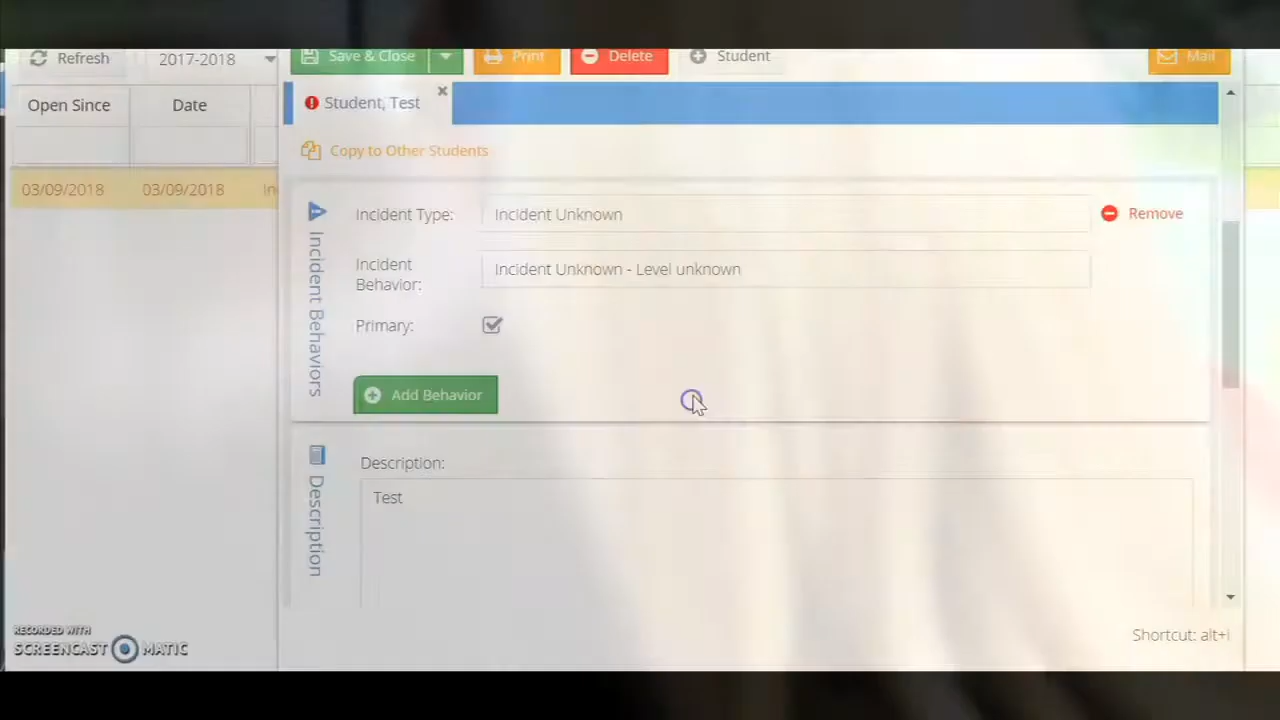 Refresh
2017-2018
Save & Close
Print
Delete
Student
Mail
Open Since
Date
Student, Test
Copy to Other Students
03/09/2018
03/09/2018
In
Incident Behaviors
Incident Type:
Incident Unknown
Remove
Incident
Behavior:
Incident Unknown - Level unknown
Primary:
Add Behavior
Description
Description:
Test
RECORDED WITH
SCREENCAST MATIC
Shortcut: alt+i